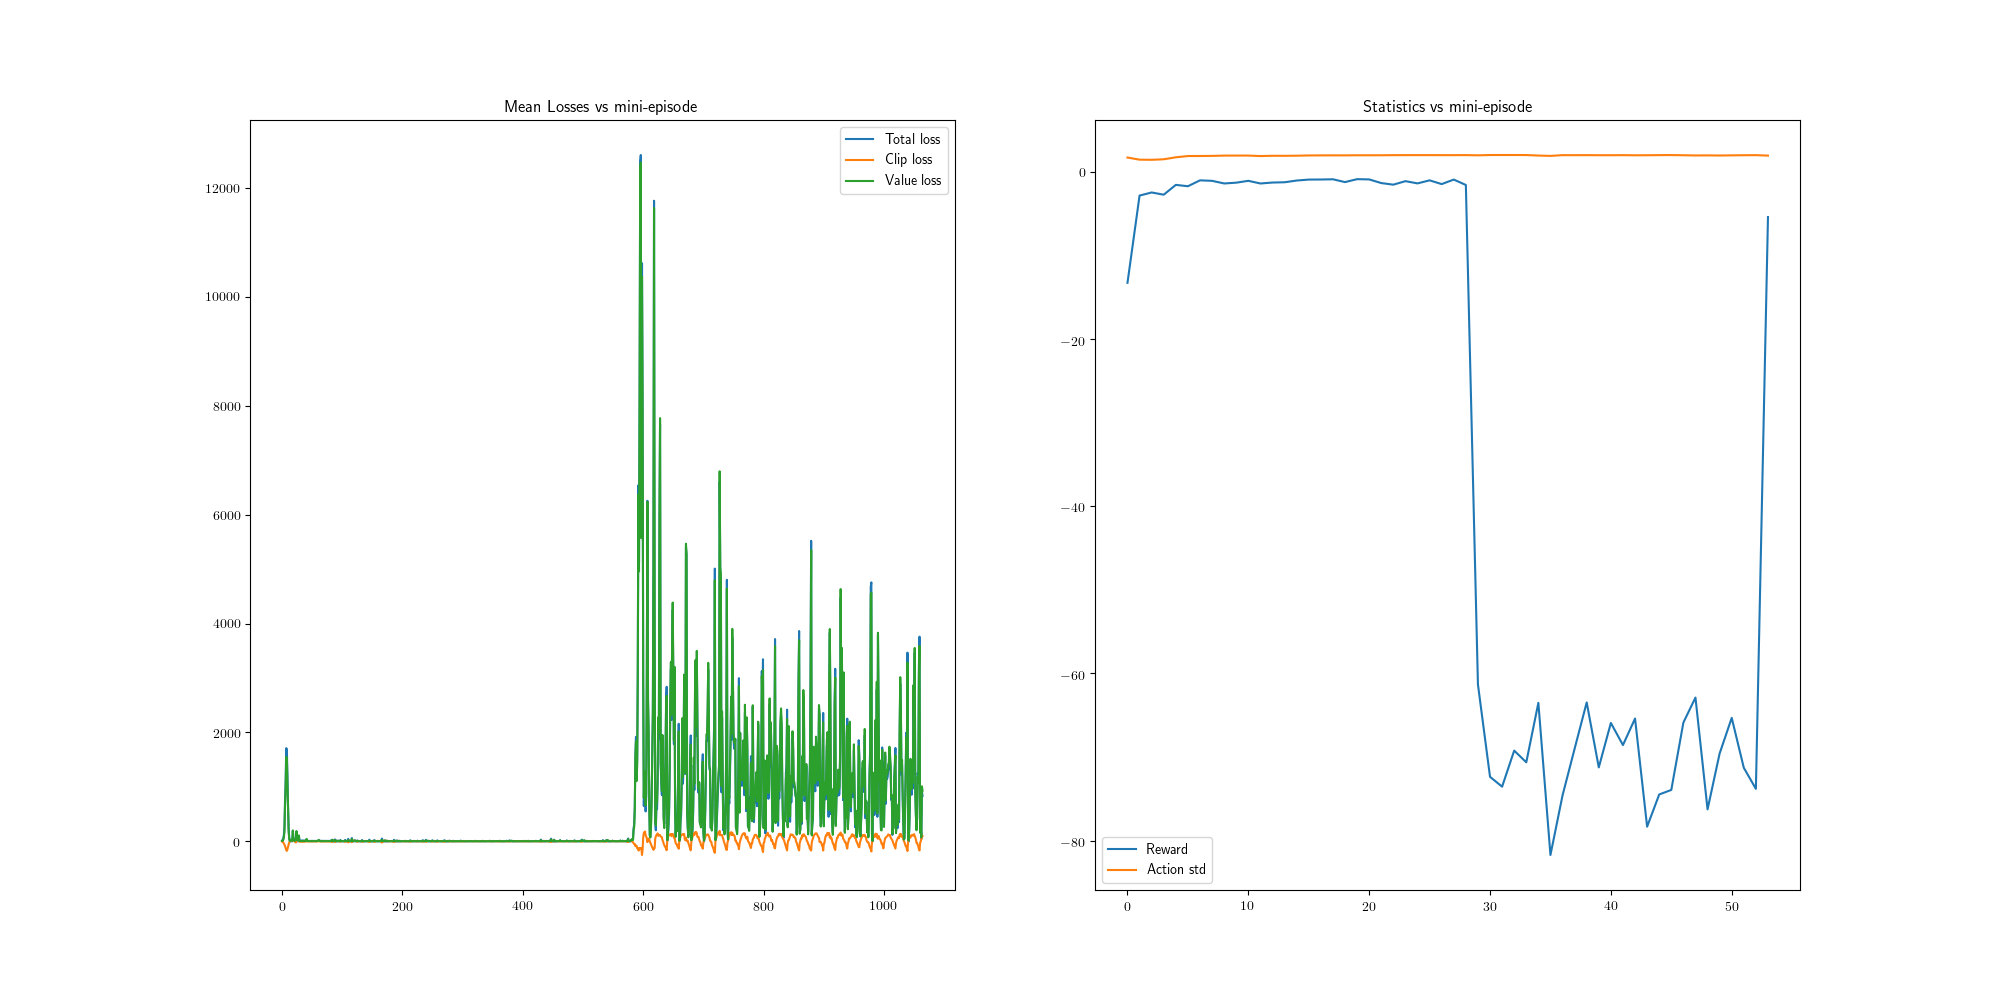 Mean Losses vs mini-episode
Total loss
Clip loss
Value loss
12000
10000
8000
6000
4000
2000
0
0 200 400 600 800 1000
Statistics vs mini-episode
0
−20
−40
−60
−80
Reward
Action std
0 10 20 30 40 50